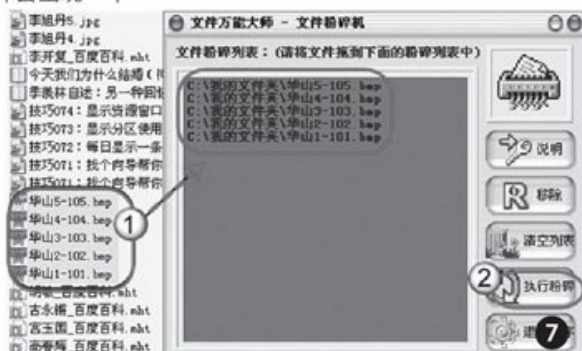 李旭丹5.jpg
李旭丹4.jpg
李开复_百度百科.mht
今天我们为什么结婚(
季羡林自述:另一种回忆
技巧074:显示资源窗口
技巧073:显示分区使用
技巧072:每日显示一条
技巧071:找个向导帮你
技巧071:找个向导帮你
华山5-105.bmp
华山4-104.bmp
华山3-103.bmp
华山2-102.bmp
华山1-101.bmp
百度百科.mht
古永锵_百度百科.mht
宫玉国_百度百科.mht
百度百科.mht
文件万能大师 - 文件粉碎机
文件粉碎列表:(请将文件拖到下面的粉碎列表中)
C:\我的文件夹\华山5-105.bmp
C:\我的文件夹\华山4-104.bmp
C:\我的文件夹\华山3-103.bmp
C:\我的文件夹\华山2-102.bmp
C:\我的文件夹\华山1-101.bmp
1
说明
移除
清空列表
2
执行粉碎
7